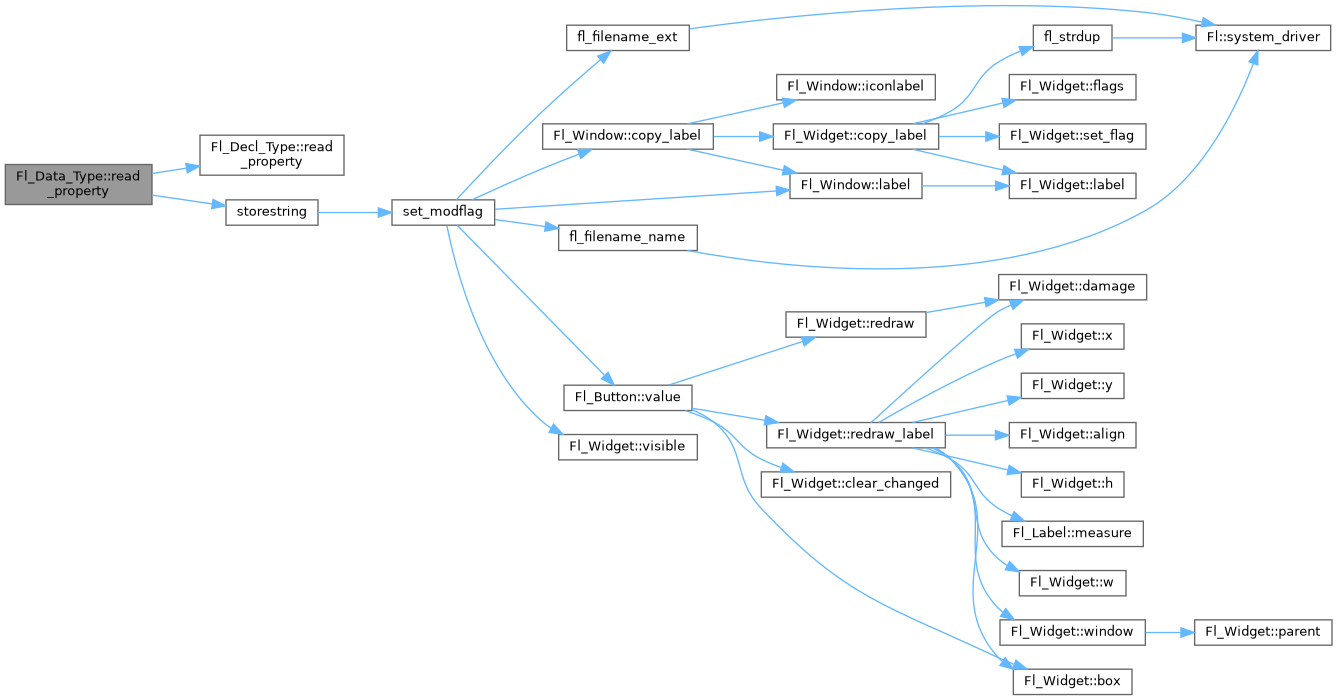 Fl_Data_Type::read
_property
Fl_Decl_Type::read
_property
storestring
set_modflag
fl_filename_ext
Fl_Window::copy_label
fl_filename_name
Fl_Button::value
Fl_Widget::visible
Fl_Window::iconlabel
Fl_Widget::copy_label
Fl_Window::label
Fl_Widget::redraw
Fl_Widget::redraw_label
Fl_Widget::clear_changed
fl_strdup
Fl_Widget::flags
Fl_Widget::set_flag
Fl_Widget::label
Fl_Widget::damage
Fl_Widget::x
Fl_Widget::y
Fl_Widget::align
Fl_Widget::h
Fl_Label::measure
Fl_Widget::w
Fl_Widget::window
Fl_Widget::box
Fl::system_driver
Fl_Widget::parent